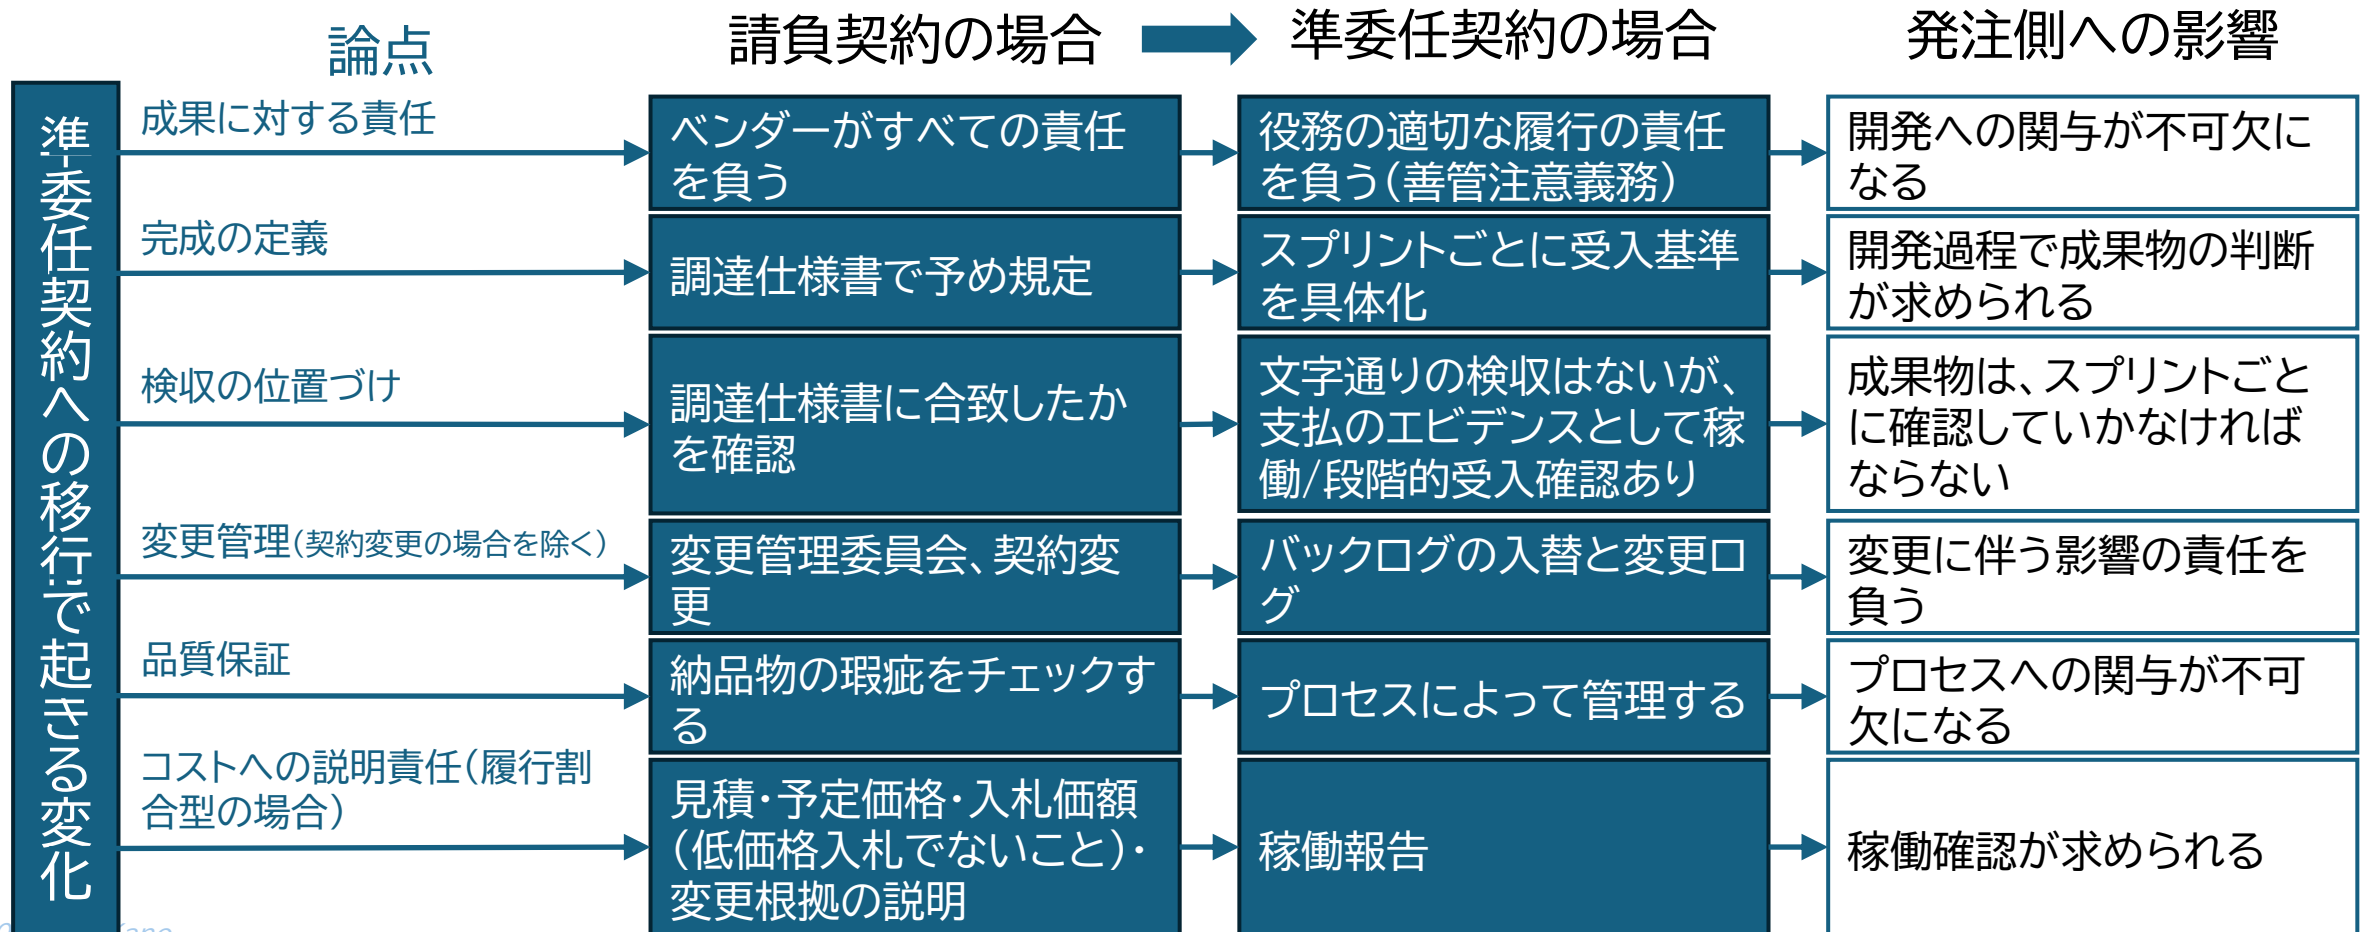 論点
請負契約の場合
準委任契約の場合
発注側への影響
準委任契約への移行で起きる変化
成果に対する責任
ベンダーがすべての責任
を負う
役務の適切な履行の責任
を負う（善管注意義務）
開発への関与が不可欠に
なる
完成の定義
調達仕様書で予め規定
スプリントごとに受入基準
を具体化
開発過程で成果物の判断
が求められる
検収の位置づけ
調達仕様書に合致したか
を確認
文字通りの検収はないが、
支払のエビデンスとして稼
働/段階的受入確認あり
成果物は、スプリントごと
に確認していかなければ
ならない
変更管理（契約変更の場合を除く）
変更管理委員会、契約変
更
バックログの入替と変更ロ
グ
変更に伴う影響の責任を
負う
品質保証
納品物の瑕疵をチェックす
る
プロセスによって管理する
プロセスへの関与が不可
欠になる
コストへの説明責任（履行割
合型の場合）
見積・予定価格・入札価額
（低価格入札でないこと）・
変更根拠の説明
稼働報告
稼働確認が求められる